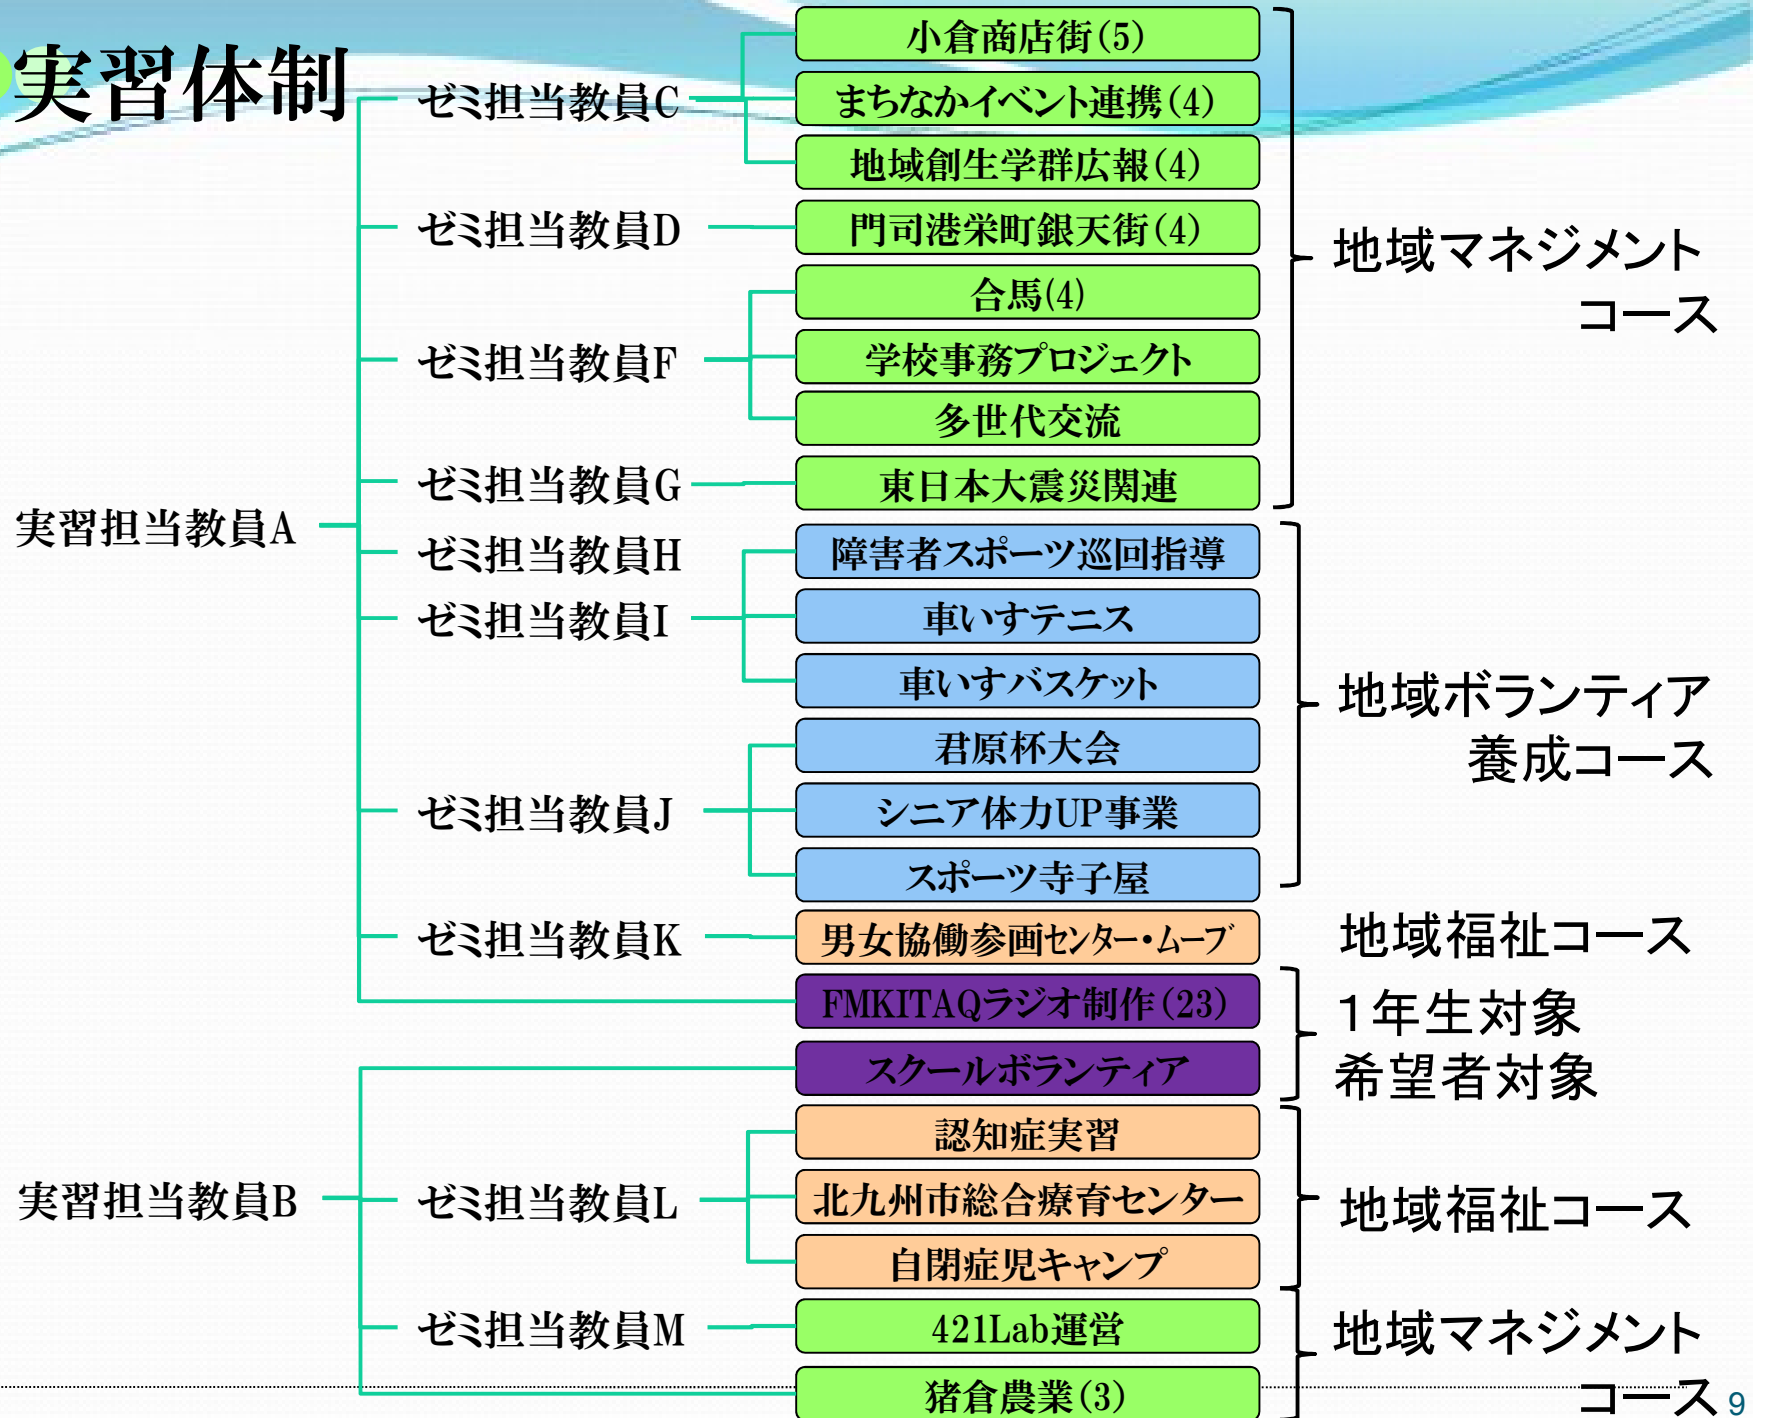 実習体制
実習担当教員A
ゼミ担当教員C
小倉商店街(5)
まちなかイベント連携(4)
地域創生学群広報(4)
ゼミ担当教員D
門司港栄町銀天街(4)
ゼミ担当教員F
合馬(4)
学校事務プロジェクト
多世代交流
ゼミ担当教員G
東日本大震災関連
地域マネジメント
コース
ゼミ担当教員H
ゼミ担当教員I
障害者スポーツ巡回指導
車いすテニス
車いすバスケット
ゼミ担当教員J
君原杯大会
シニア体力UP事業
スポーツ寺子屋
地域ボランティア
養成コース
ゼミ担当教員K
男女協働参画センター・ムーブ
地域福祉コース
FMKITAQラジオ制作(23)
スクールボランティア
1年生対象
希望者対象
実習担当教員B
ゼミ担当教員L
認知症実習
北九州市総合療育センター
自閉症児キャンプ
地域福祉コース
ゼミ担当教員M
421Lab運営
猪倉農業(3)
地域マネジメント
コース
9